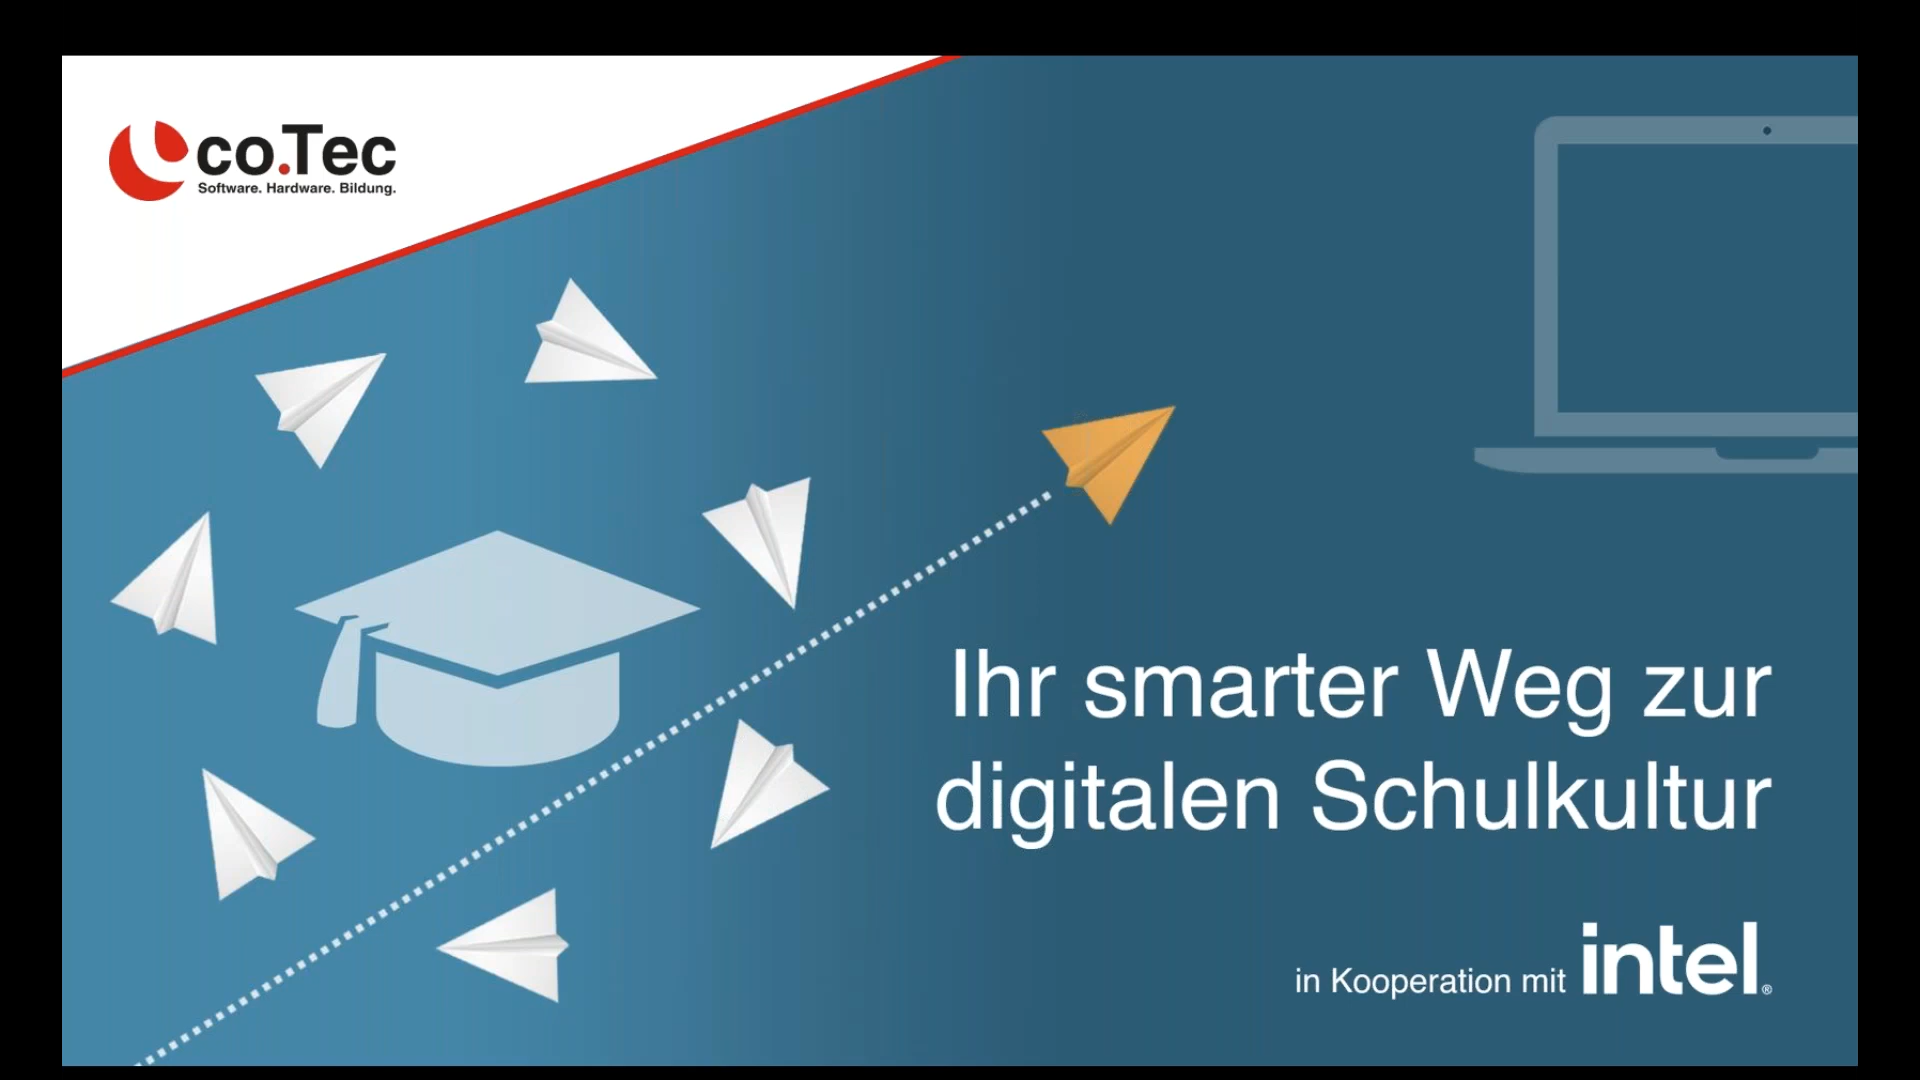 co.Tec
Software. Hardware. Bildung.
Ihr smarter Weg zur
digitalen Schulkultur
in Kooperation mit intel®